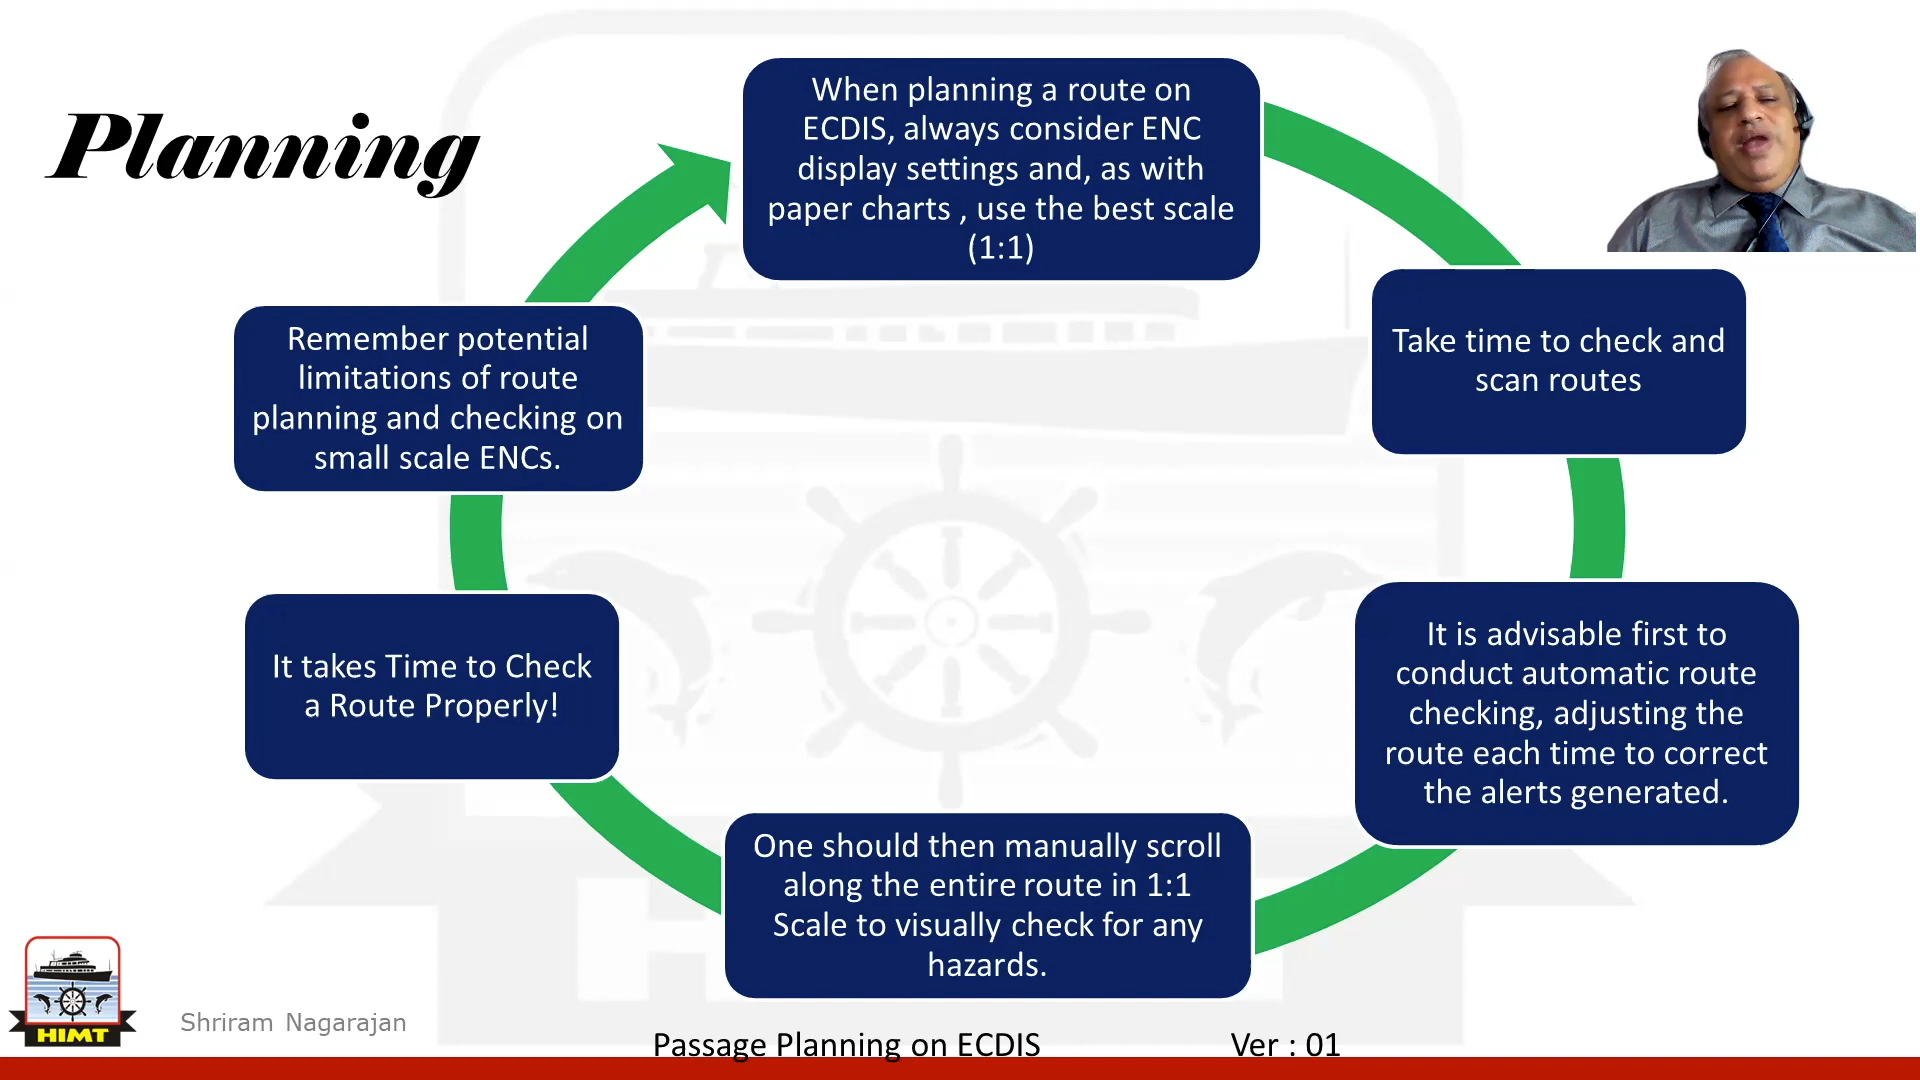 Planning
When planning a route on
ECDIS, always consider ENC
display settings and, as with
paper charts , use the best scale
(1:1)
Take time to check and
scan routes
It is advisable first to
conduct automatic route
checking, adjusting the
route each time to correct
the alerts generated.
One should then manually scroll
along the entire route in 1:1
Scale to visually check for any
hazards.
It takes Time to Check
a Route Properly!
Remember potential
limitations of route
planning and checking on
small scale ENCs.
HIMT
Shriram Nagarajan
Passage Planning on ECDIS
Ver : 01